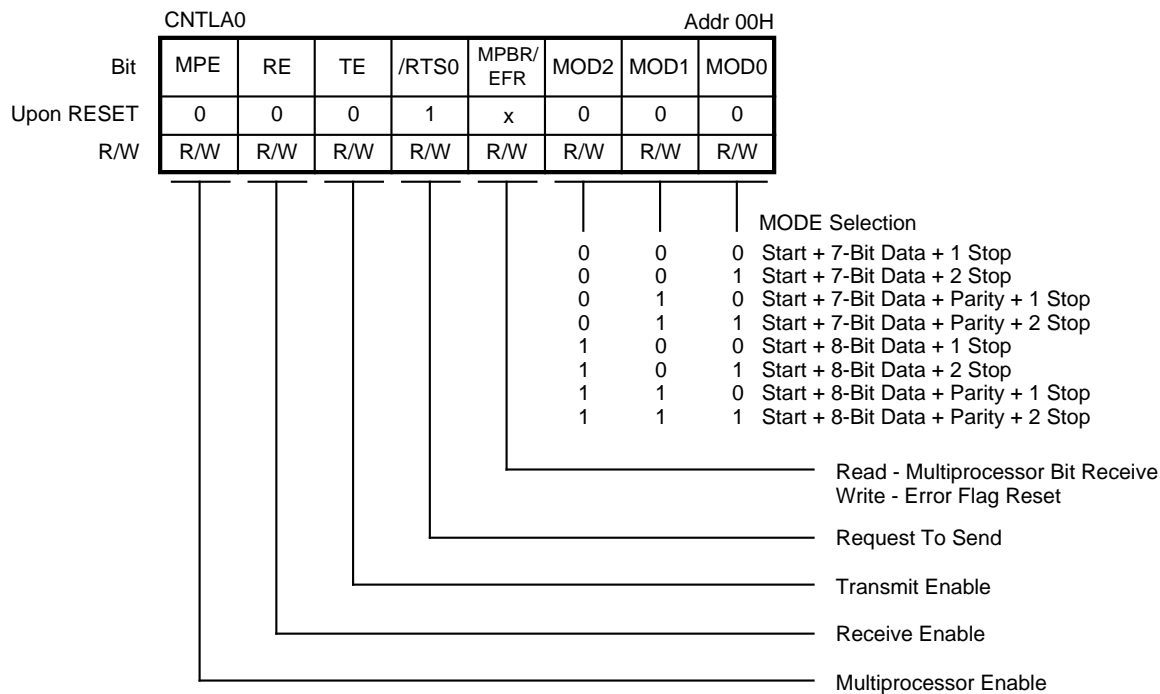 CNTLA0 Addr 00H
Bit MPE RE TE /RTS0 MPBR/ EFR MOD2 MOD1 MOD0
Upon RESET 0 0 0 1 x 0 0 0
R/W R/W R/W R/W R/W R/W R/W R/W R/W
MODE Selection
0 0 0 Start + 7-Bit Data + 1 Stop
0 0 1 Start + 7-Bit Data + 2 Stop
0 1 0 Start + 7-Bit Data + Parity + 1 Stop
0 1 1 Start + 7-Bit Data + Parity + 2 Stop
1 0 0 Start + 8-Bit Data + 1 Stop
1 0 1 Start + 8-Bit Data + 2 Stop
1 1 0 Start + 8-Bit Data + Parity + 1 Stop
1 1 1 Start + 8-Bit Data + Parity + 2 Stop
Read - Multiprocessor Bit Receive
Write - Error Flag Reset
Request To Send
Transmit Enable
Receive Enable
Multiprocessor Enable